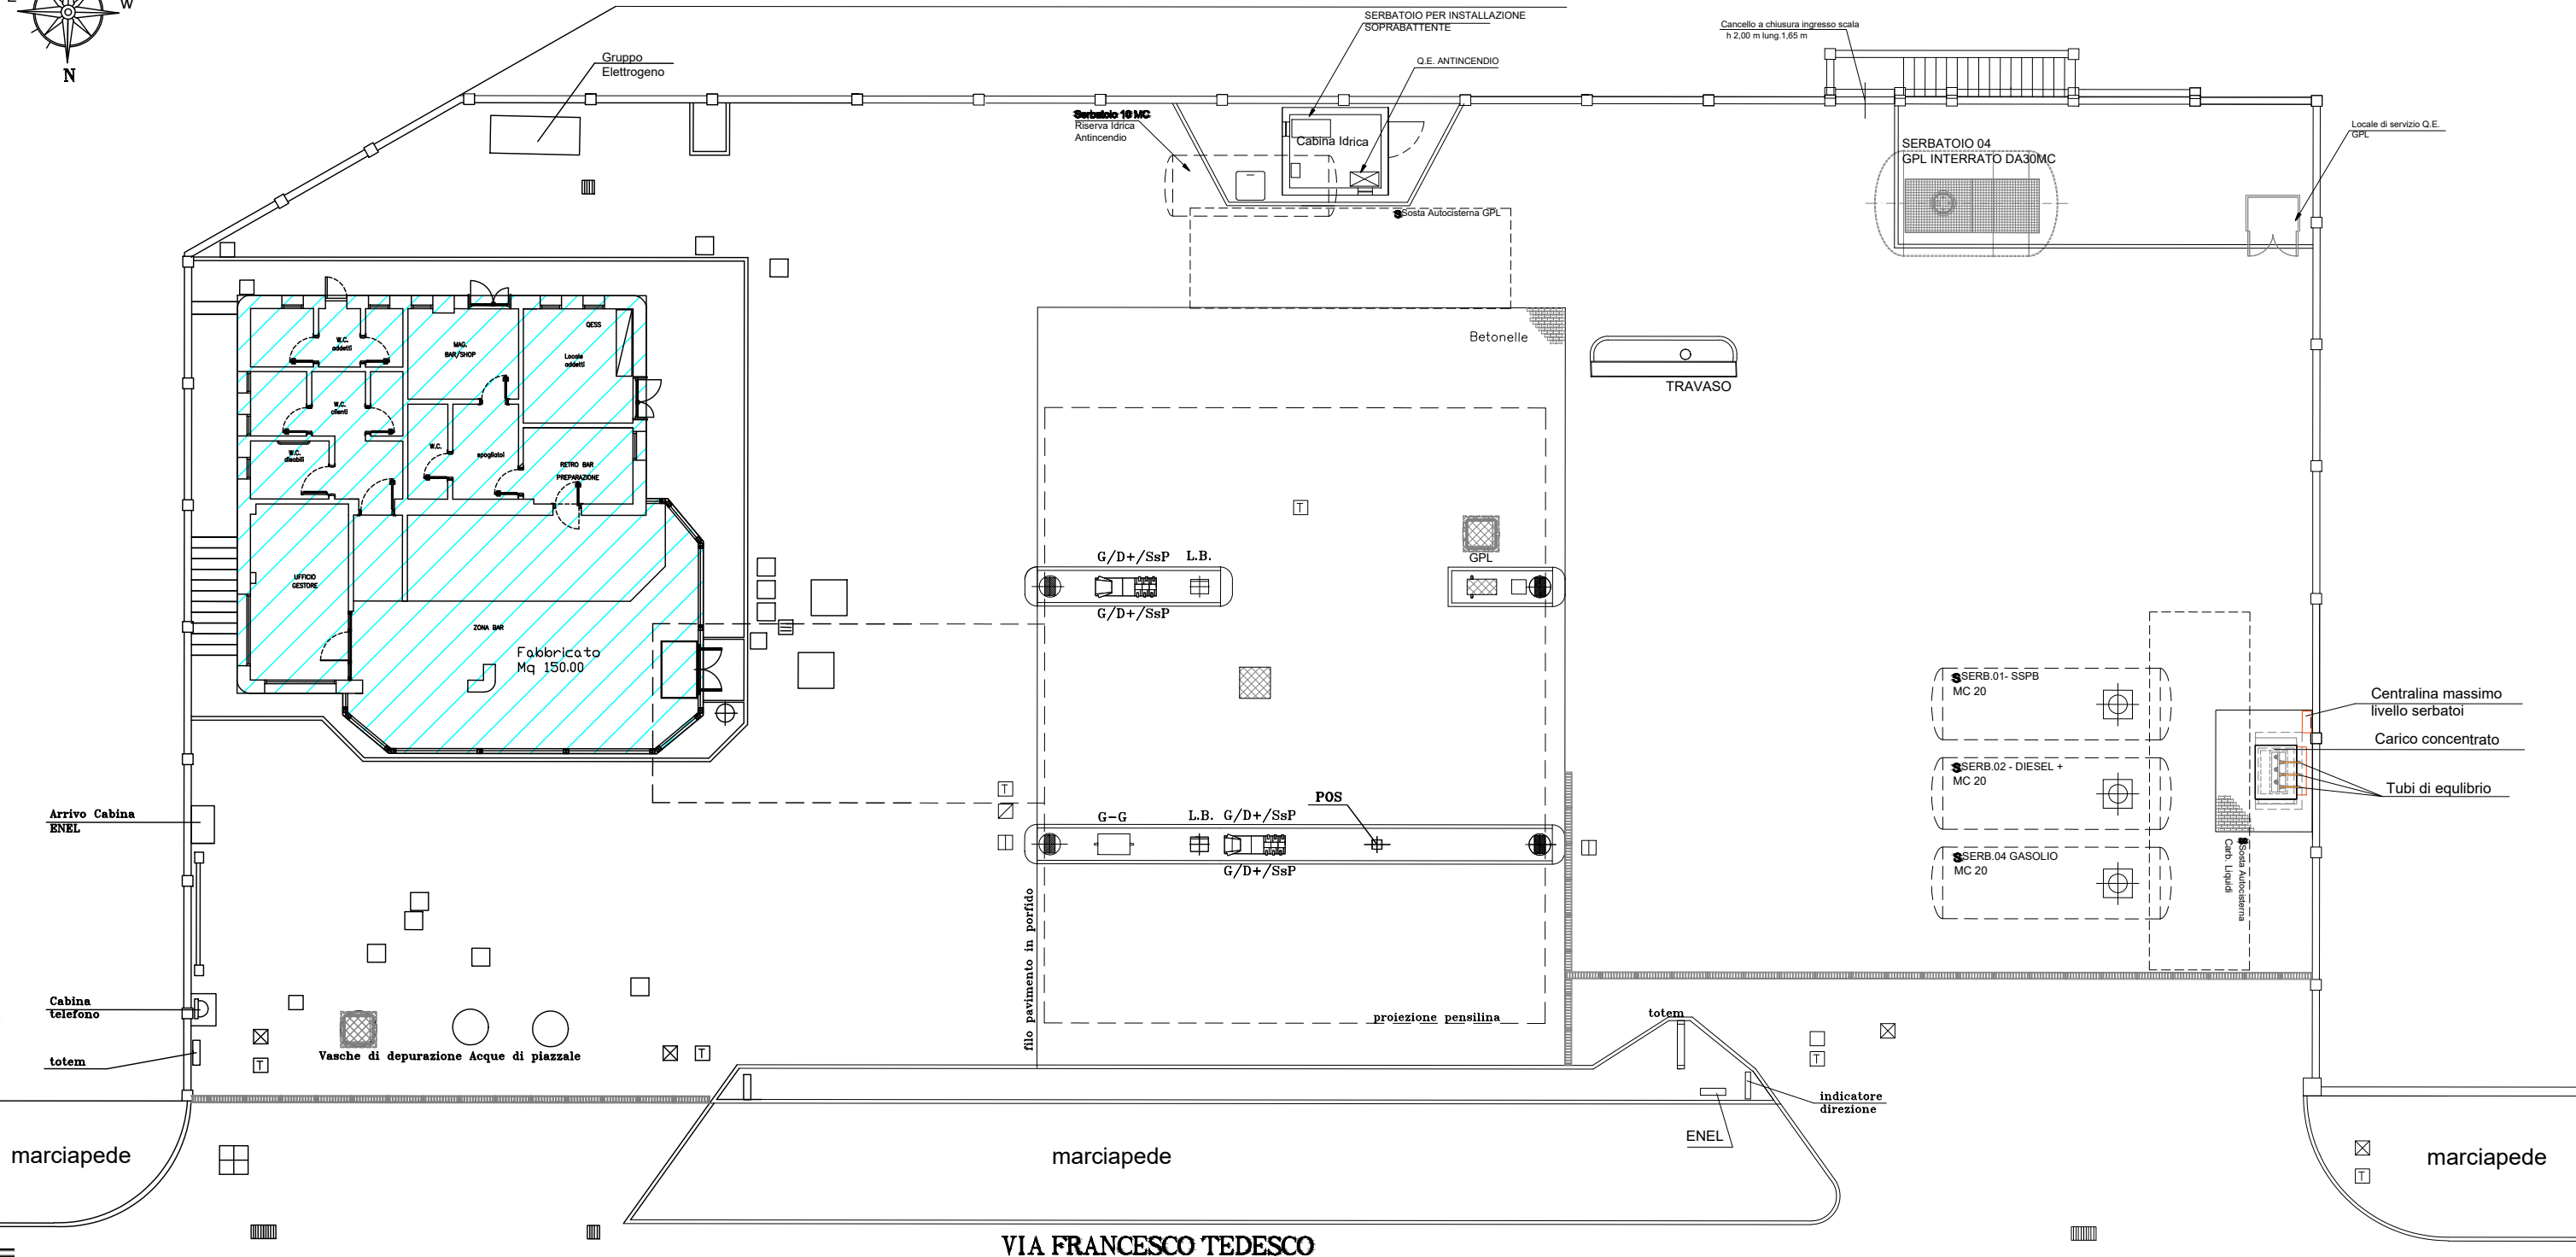 W
N
Gruppo
Elettrogeno
SERBATOIO PER INSTALLAZIONE
SOPRABATTENTE
Q.E. ANTINCENDIO
Cancello a chiusura ingresso scala
h 2,00 m lung.1,65 m
Serbatoio 10 MC
Riserva Idrica
Antincendio
Cabina Idrica
Sosta Autocisterna GPL
SERBATOIO 04
GPL INTERRATO DA30MC
Locale di servizio Q.E.
GPL
W.C.
addetti
MAG.
BAR/SHOP
QESS
Locale
addetti
W.C.
clienti
W.C.
disabili
W.C.
spogliatoi
RETRO BAR
PREPARAZIONE
UFFICIO
GESTORE
ZONA BAR
Fabbricato
Mq 150.00
Betonelle
TRAVASO
T
G/D+/SsP
L.B.
G/D+/SsP
GPL
T
G-G
L.B.
G/D+/SsP
POS
G/D+/SsP
SERB.01- SSPB
MC 20
SERB.02 - DIESEL +
MC 20
SERB.04 GASOLIO
MC 20
Sosta Autocisterna
Carb. Liquidi
Centralina massimo
livello serbatoi
Carico concentrato
Tubi di equlibrio
Arrivo Cabina
ENEL
Cabina
telefono
totem
T
Vasche di depurazione Acque di piazzale
T
filo pavimento in porfido
proiezione pensilina
totem
T
indicatore
direzione
ENEL
marciapede
marciapede
marciapede
T
VIA FRANCESCO TEDESCO